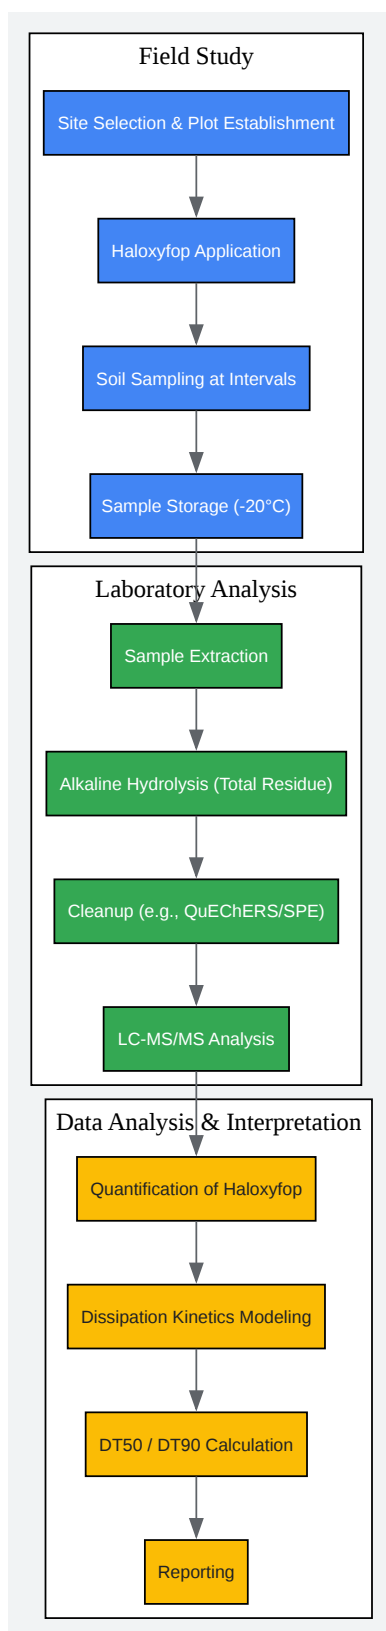 Field Study
Site Selection & Plot Establishment
Haloxyfop Application
Soil Sampling at Intervals
Sample Storage (-20°C)
Laboratory Analysis
Sample Extraction
Alkaline Hydrolysis (Total Residue)
Cleanup (e.g., QuEChERS/SPE)
LC-MS/MS Analysis
Data Analysis & Interpretation
Quantification of Haloxyfop
Dissipation Kinetics Modeling
DT50 / DT90 Calculation
Reporting